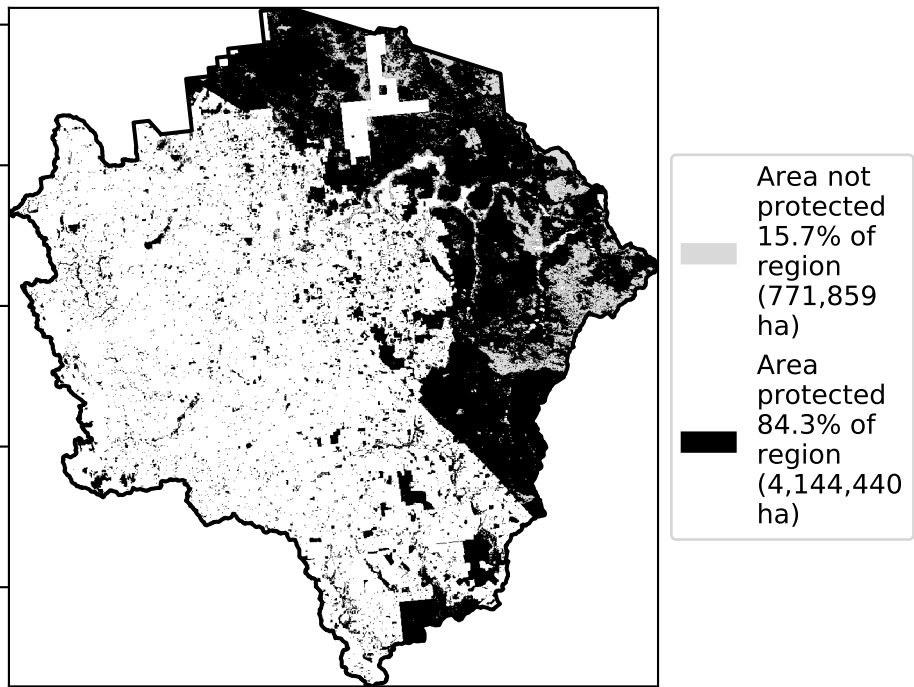 Area not
protected
15.7% of
region
(771,859
ha)
Area
protected
84.3% of
region
(4,144,440
ha)